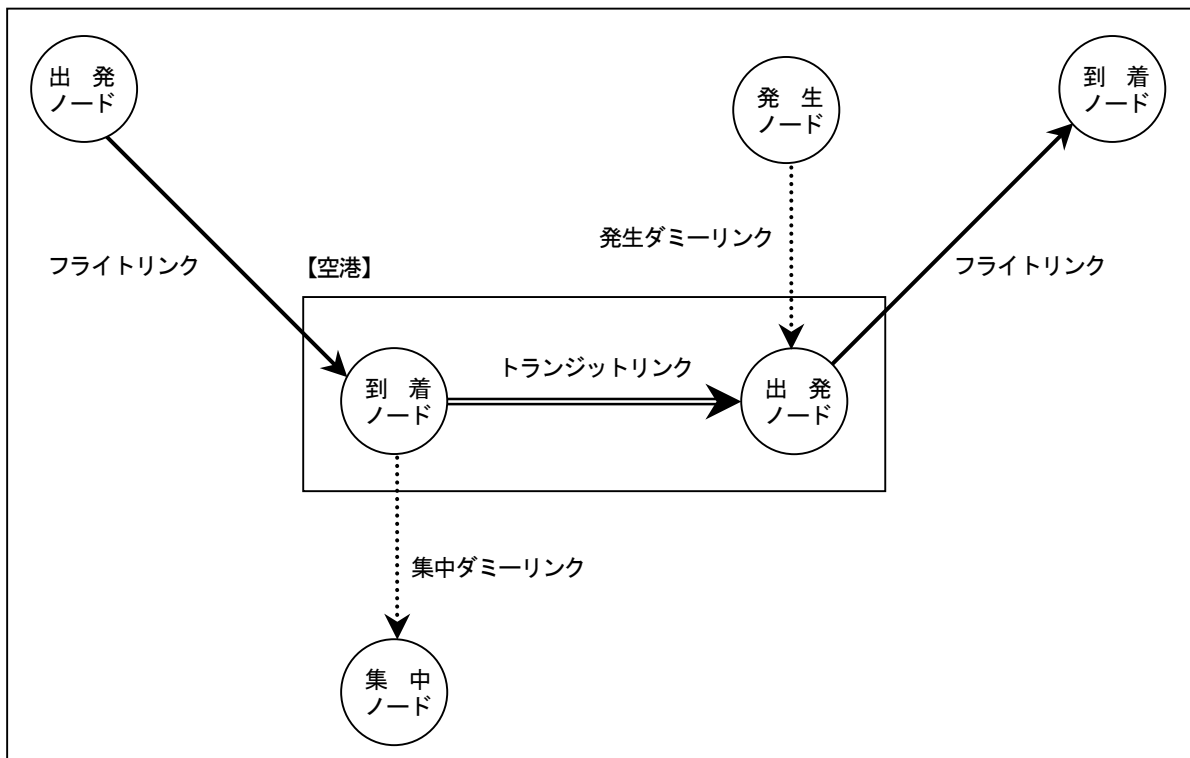 出 発
ノード
発 生
ノード
到 着
ノード
発生ダミーリンク
フライトリンク
フライトリンク
【空港】
トランジットリンク
到 着
ノード
出 発
ノード
集中ダミーリンク
集 中
ノード